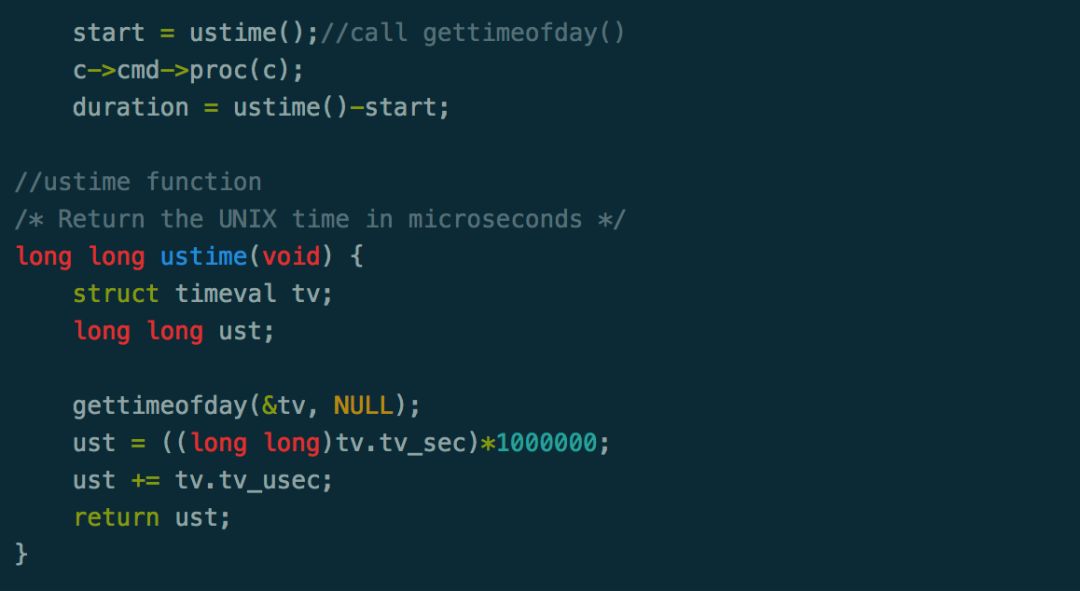 start = ustime();//call gettimeofday()
c->cmd->proc(c);
duration = ustime()-start;
//ustime function
/* Return the UNIX time in microseconds */
long long ustime(void) {
struct timeval tv;
long long ust;
gettimeofday(&tv, NULL);
ust = ((long long)tv.tv_sec)*1000000;
ust += tv.tv_usec;
return ust;
}